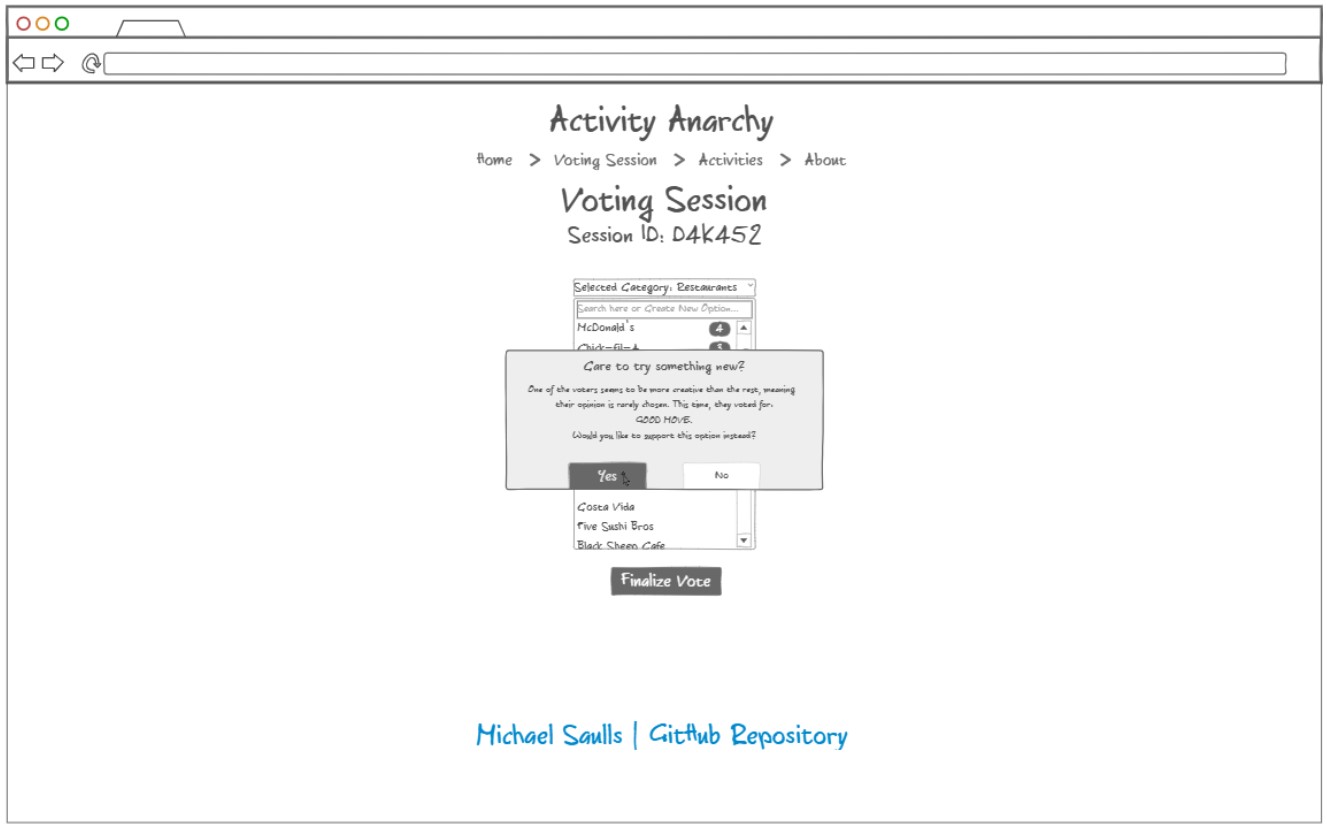 Activity Anarchy
Home > Voting Session > Activities > About
Voting Session
Session ID: D4K452
Selected Category: Restaurants
Search here or Create New Option...
McDonald's 4
Chick-fil-A 3
Care to try something new?
One of the voters seems to be more creative than the rest, meaning
their opinion is rarely chosen. This time, they voted for:
GOOD MOVE.
Would you like to support this option instead?
Yes No
Costa Vida
Five Sushi Bros
Black Sheep Cafe
Finalize Vote
Michael Saulls | GitHub Repository